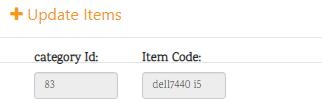 Update Items
category Id: Item Code:
83 dell7440 i5